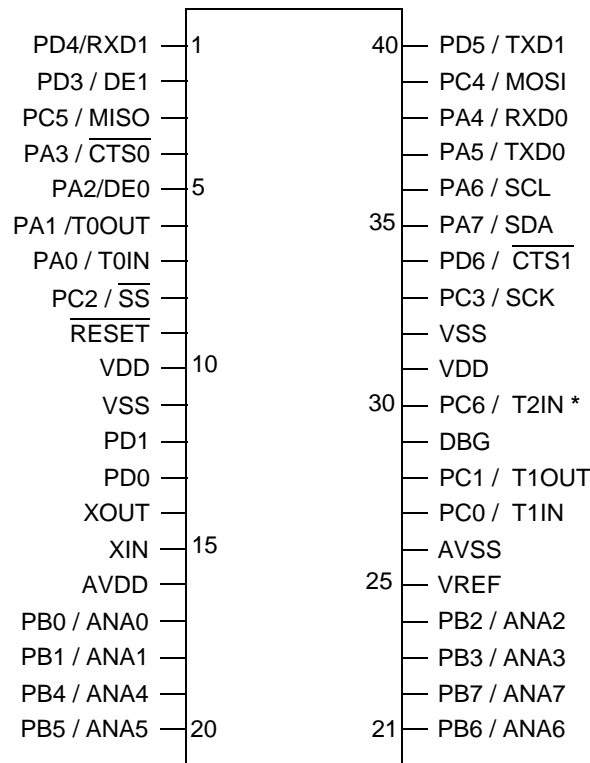 PD4/RXD1 1 40 PD5 / TXD1
PD3 / DE1 PC4 / MOSI
PC5 / MISO PA4 / RXD0
PA3 / CTS0 PA5 / TXD0
PA2/DE0 5 PA6 / SCL
PA1 /T0OUT 35 PA7 / SDA
PA0 / T0IN PD6 / CTS1
PC2 / SS PC3 / SCK
RESET VSS
VDD 10 VDD
VSS 30 PC6 / T2IN *
PD1 DBG
PD0 PC1 / T1OUT
XOUT PC0 / T1IN
XIN 15 AVSS
AVDD 25 VREF
PB0 / ANA0 PB2 / ANA2
PB1 / ANA1 PB3 / ANA3
PB4 / ANA4 PB7 / ANA7
PB5 / ANA5 20 21 PB6 / ANA6